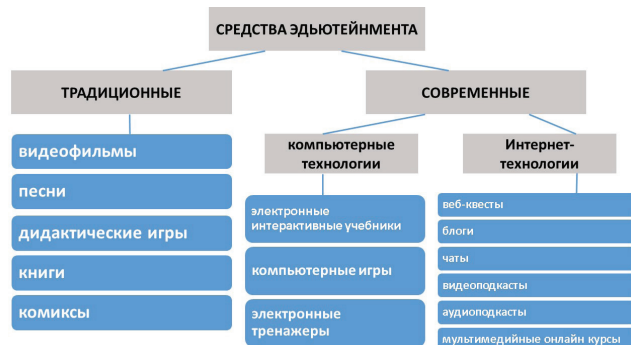 СРЕДСТВА ЭДЬЮТЕЙНМЕНТА
ТРАДИЦИОННЫЕ
СОВРЕМЕННЫЕ
видеофильмы
песни
дидактические игры
книги
комиксы
компьютерные
технологии
электронные
интерактивные учебники
компьютерные игры
электронные
тренажеры
Интернет-
технологии
веб-квесты
блоги
чаты
видеоподкасты
аудиоподкасты
мультимедийные онлайн курсы